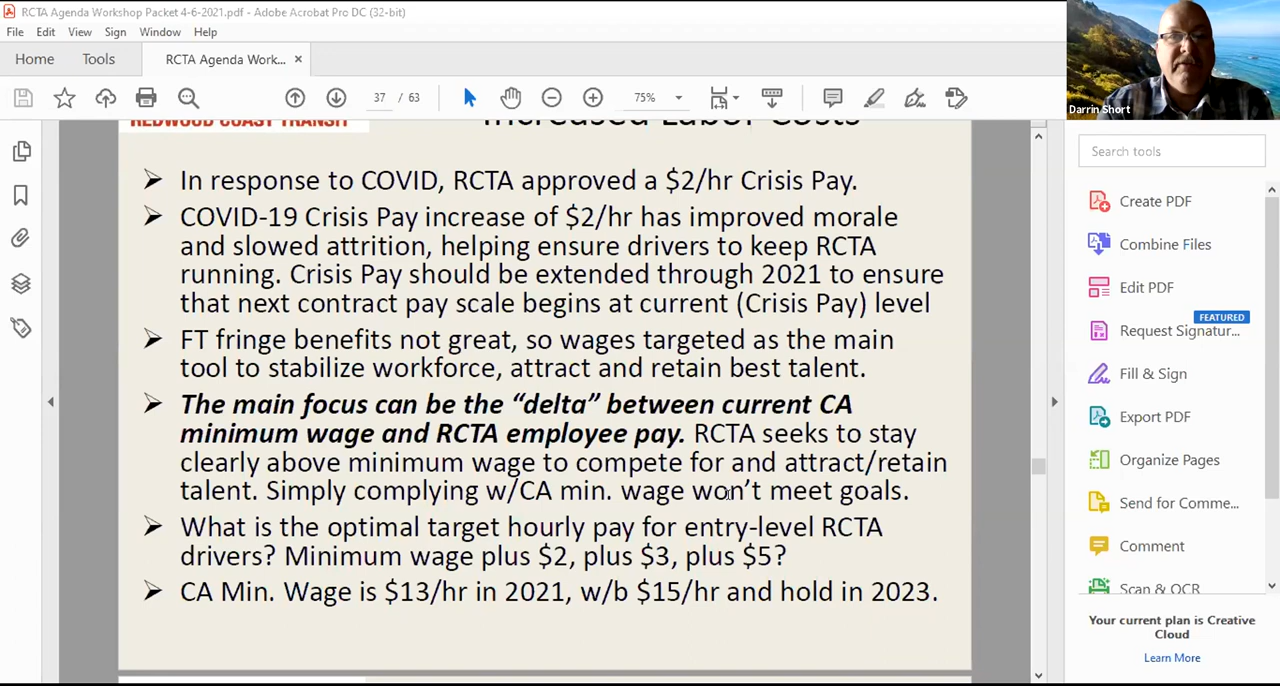 RCTA Agenda Workshop Packet 4-6-2021.pdf - Adobe Acrobat Pro DC (32-bit)
File Edit View Sign Window Help
Home Tools RCTA Agenda Work... ×
37 / 63 75%
Darrin Short
REDWOOD COAST TRANSIT Increased Labor Costs
➢ In response to COVID, RCTA approved a $2/hr Crisis Pay.
➢ COVID-19 Crisis Pay increase of $2/hr has improved morale
and slowed attrition, helping ensure drivers to keep RCTA
running. Crisis Pay should be extended through 2021 to ensure
that next contract pay scale begins at current (Crisis Pay) level
➢ FT fringe benefits not great, so wages targeted as the main
tool to stabilize workforce, attract and retain best talent.
➢ The main focus can be the “delta” between current CA
minimum wage and RCTA employee pay. RCTA seeks to stay
clearly above minimum wage to compete for and attract/retain
talent. Simply complying w/CA min. wage won’t meet goals.
➢ What is the optimal target hourly pay for entry-level RCTA
drivers? Minimum wage plus $2, plus $3, plus $5?
➢ CA Min. Wage is $13/hr in 2021, w/b $15/hr and hold in 2023.
Search tools
Create PDF
Combine Files
Edit PDF
FEATURED
Request Signatur...
Fill & Sign
Export PDF
Organize Pages
Send for Comme...
Comment
Scan & OCR
Your current plan is Creative
Cloud
Learn More